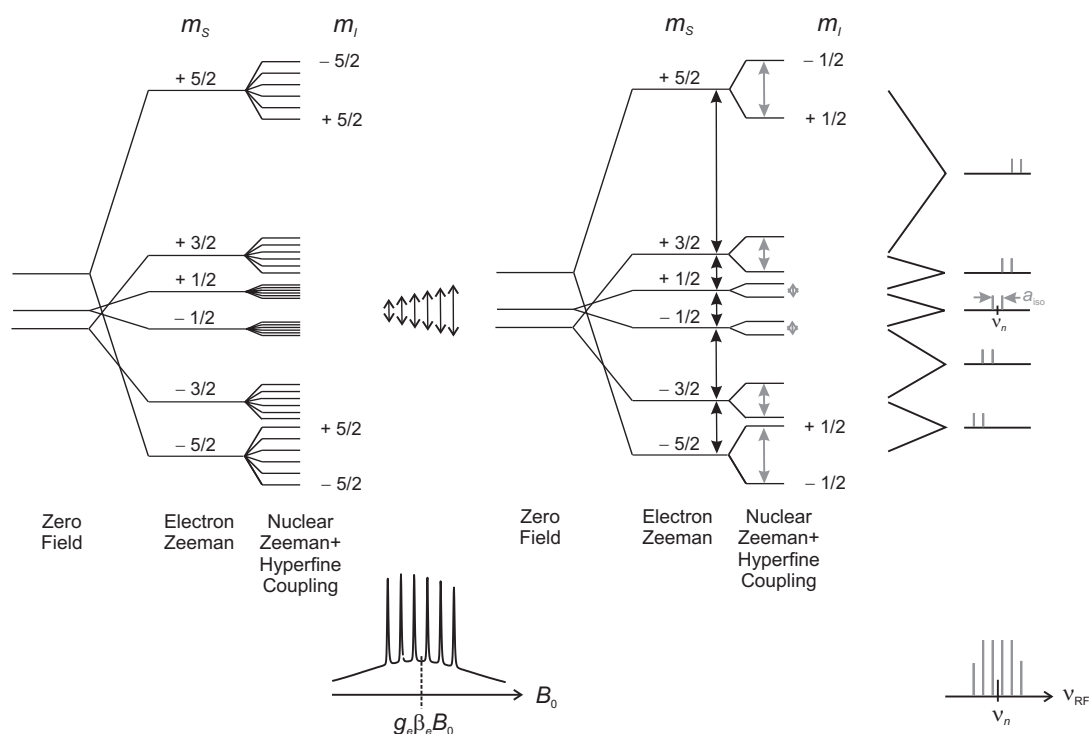 m_S m_I
− 5/2
+ 5/2
+ 5/2
+ 3/2
+ 1/2
− 1/2
− 3/2
− 5/2
+ 5/2
− 5/2
Zero
Field
Electron
Zeeman
Nuclear
Zeeman+
Hyperfine
Coupling
m_S m_I
− 1/2
+ 5/2
+ 1/2
+ 3/2
+ 1/2
− 1/2
− 3/2
+ 1/2
− 5/2
− 1/2
a_iso
ν_n
Zero
Field
Electron
Zeeman
Nuclear
Zeeman+
Hyperfine
Coupling
B_0
g_eβ_eB_0
ν_RF
ν_n